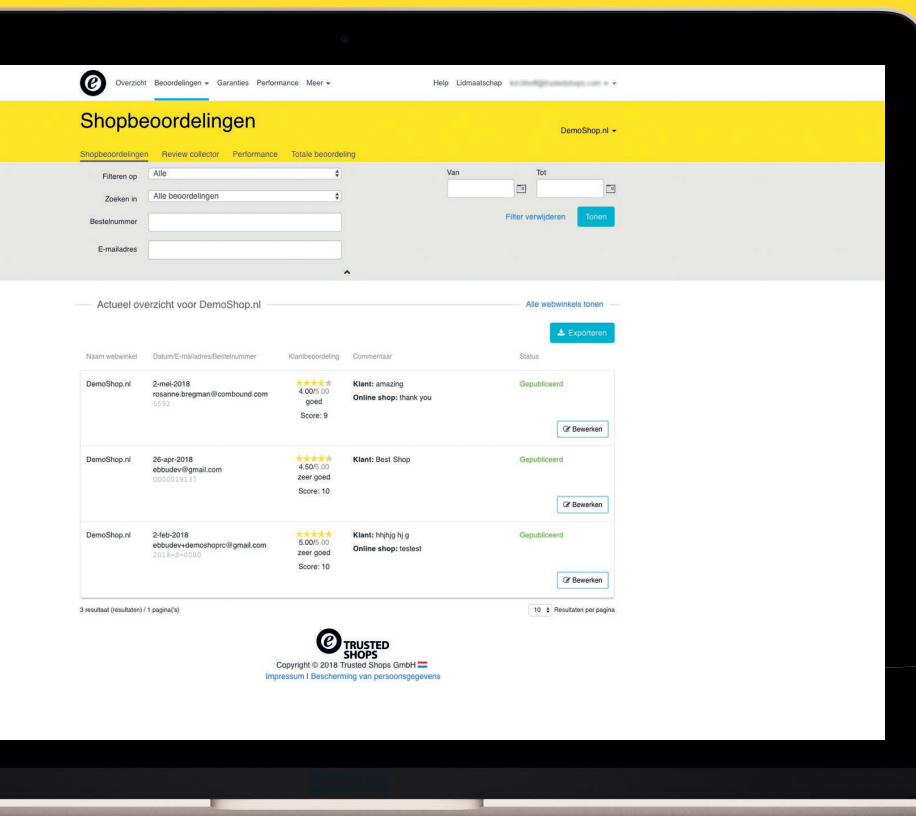 e Overzicht Beoordelingen Garanties Performance Meer Help Lidmaatschap
Shopbeoordelingen
DemoShop.nl
Shopbeoordelingen Review collector Performance Totale beoordeling
Filteren op Alle Van Tot
Zoeken in Alle beoordelingen
Bestelnummer Filter verwijderen Tonen
E-mailadres
Actueel overzicht voor DemoShop.nl Alle webwinkels tonen
Exporteren
Naam webwinkel Datum/E-mailadres/Bestelnummer Klantbeoordeling Commentaar Status
DemoShop.nl 2-mei-2018 Klant: amazing Gepubliceerd
rosanne.bregman@combound.com 4.00/5.00 Online shop: thank you
5592 goed
Score: 9
Bewerken
DemoShop.nl 26-apr-2018 Klant: Best Shop Gepubliceerd
ebbudev@gmail.com 4.50/5.00
0000019137 zeer goed
Score: 10
Bewerken
DemoShop.nl 2-feb-2018 Klant: hhjhjg hj g Gepubliceerd
ebbudev+demoshoprc@gmail.com 5.00/5.00 Online shop: testest
2018-0-0000 zeer goed
Score: 10
Bewerken
3 resultaat (resultaten) / 1 pagina('s) 10 Resultaten per pagina
e TRUSTED
SHOPS
Copyright © 2018 Trusted Shops GmbH
Impressum I Bescherming van persoonsgegevens